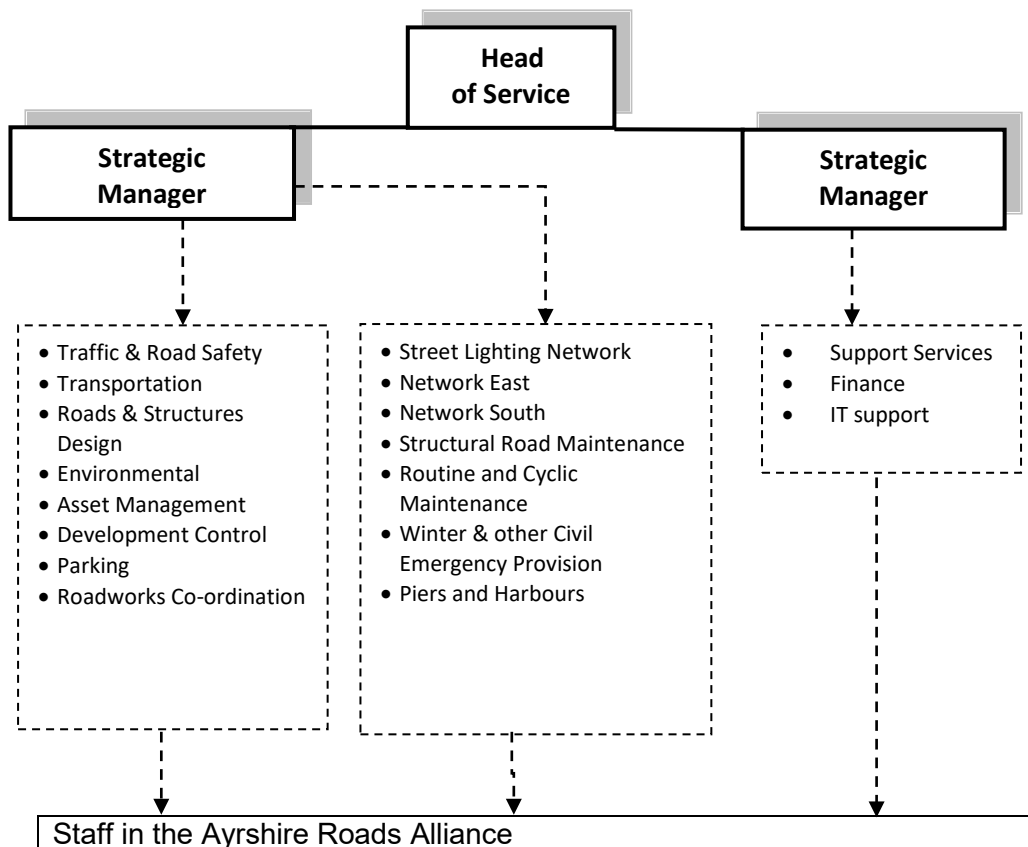 Head
of Service
Strategic
Manager
Strategic
Manager
• Traffic & Road Safety
• Transportation
• Roads & Structures
Design
• Environmental
• Asset Management
• Development Control
• Parking
• Roadworks Co-ordination
• Street Lighting Network
• Network East
• Network South
• Structural Road Maintenance
• Routine and Cyclic
Maintenance
• Winter & other Civil
Emergency Provision
• Piers and Harbours
• Support Services
• Finance
• IT support
Staff in the Ayrshire Roads Alliance